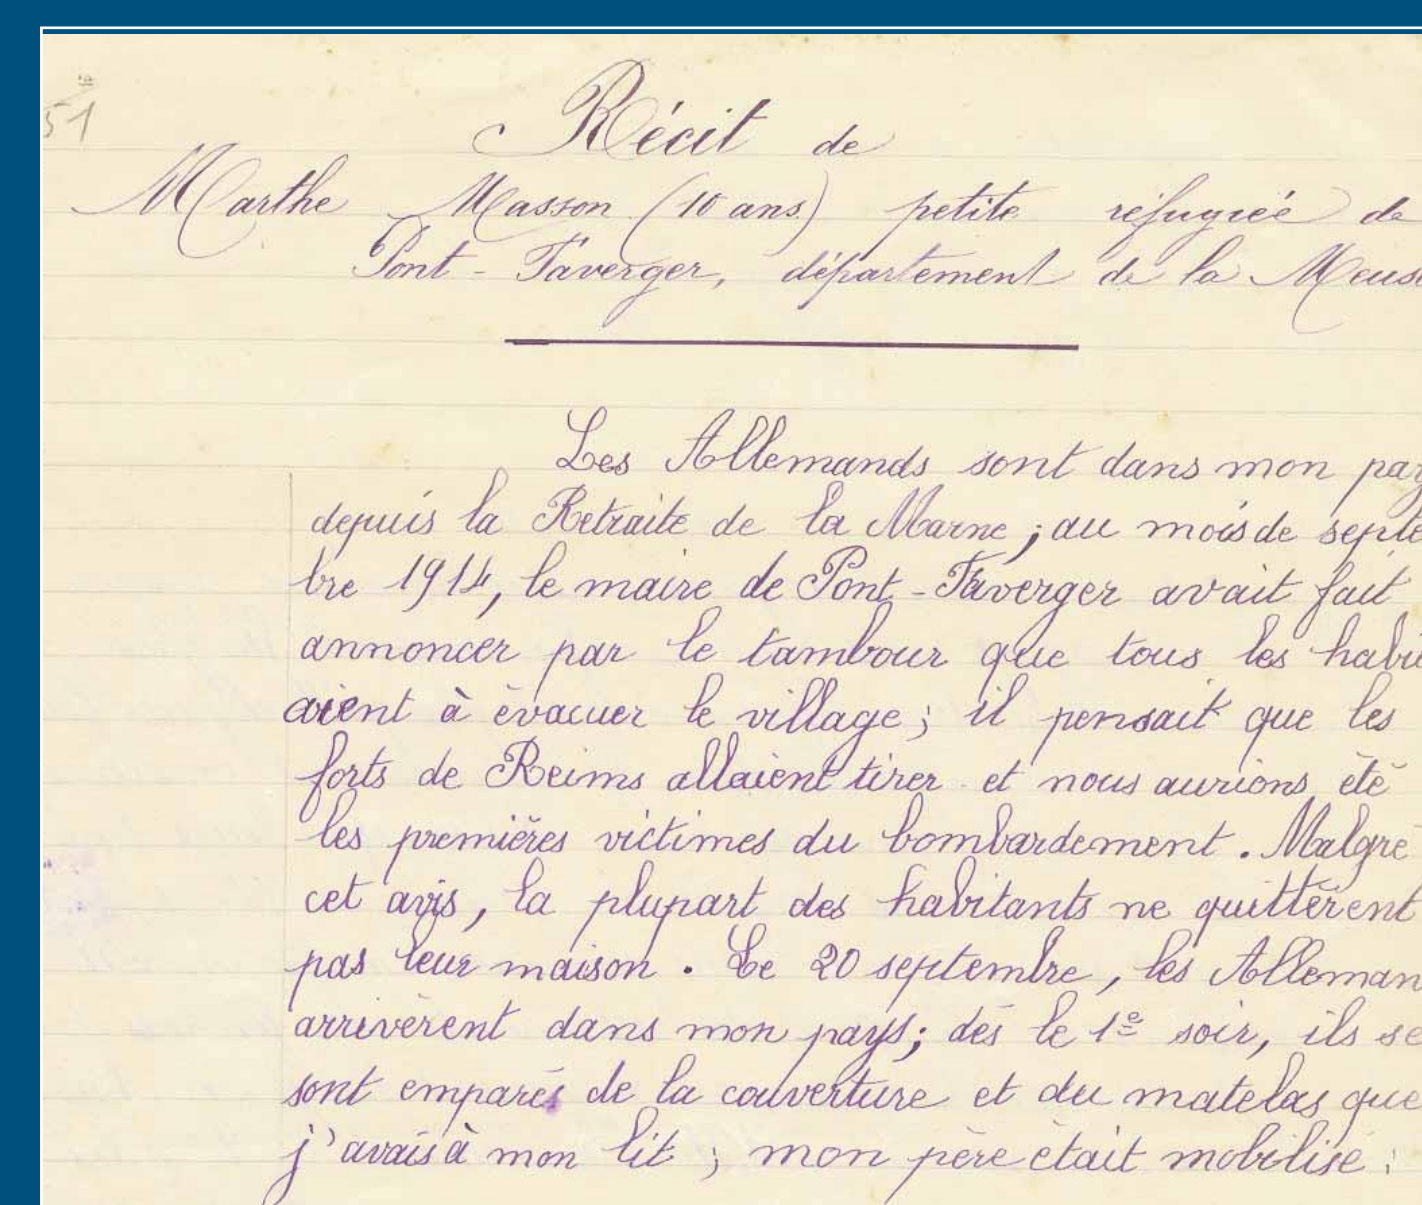 51
Récit de
Marthe Masson (10 ans) petite réfugiée de
Pont-Faverger, département de la Meuse
Les Allemands sont dans mon pay
depuis la Retraite de la Marne ; au mois de septe
bre 1914, le maire de Pont-Faverger avait fait
annoncer par le tambour que tous les habi
aient à évacuer le village ; il pensait que les
forts de Reims allaient tirer et nous aurions été
les premières victimes du bombardement. Malgré
cet avis, la plupart des habitants ne quittèrent
pas leur maison. Le 20 septembre, les Alleman
arrivèrent dans mon pays ; dès le 1e soir, ils se
sont emparés de la couverture et du matelas que
j'avais à mon lit ; mon père était mobilisé ;